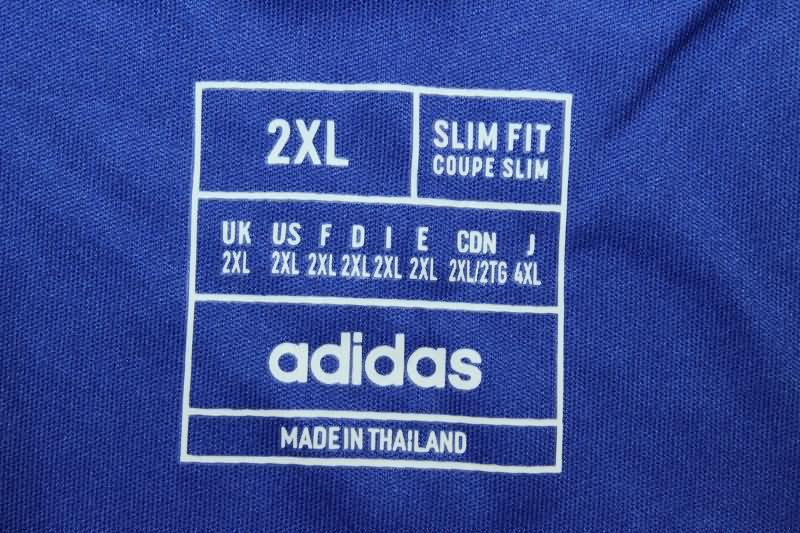 2XL
SLIM FIT
COUPE SLIM
UK US F D I E CDN J
2XL 2XL 2XL 2XL 2XL 2XL 2XL/2TG 4XL
adidas
MADE IN THAILAND